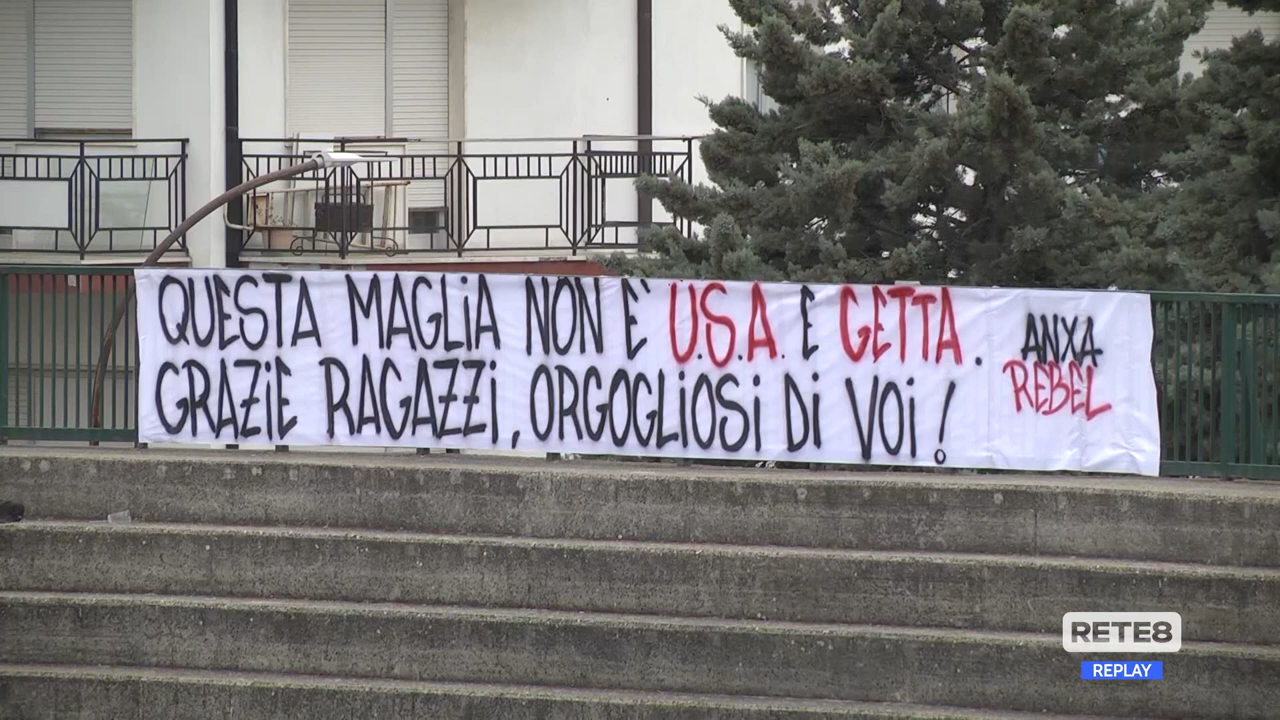 QUESTA MAGLIA NON È U.S.A. E GETTA.
GRAZIE RAGAZZI, ORGOGLIOSI DI VOI!
ANXA
REBEL
RETE8
REPLAY